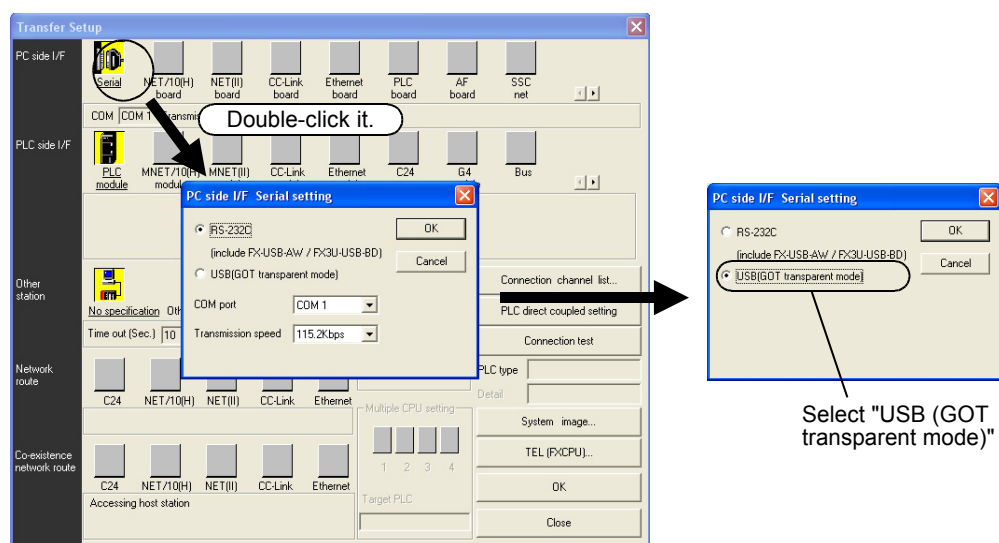 Transfer Setup
PC side I/F
Serial
NET/10(H) board
NET(II) board
CC-Link board
Ethernet board
PLC board
AF board
SSC net
COM COM 1
Double-click it.
PLC side I/F
PLC module
MNET/10(H)
MNET(II)
CC-Link
Ethernet
C24
G4
Bus
PC side I/F Serial setting
RS-232C
OK
(include FX-USB-AW / FX3U-USB-BD)
Cancel
USB(GOT transparent mode)
COM port
COM 1
Transmission speed
115.2Kbps
PC side I/F Serial setting
RS-232C
OK
(include FX-USB-AW / FX3U-USB-BD)
Cancel
USB(GOT transparent mode)
Select "USB (GOT
transparent mode)"
Other
station
No specification
Time out (Sec.) 10
Connection channel list...
PLC direct coupled setting
Connection test
PLC type
Detail
System image...
TEL (FXCPU)...
OK
Close
Network
route
C24
NET/10(H)
NET(II)
CC-Link
Ethernet
Multiple CPU setting
1 2 3 4
Target PLC
Co-existence
network route
C24
NET/10(H)
NET(II)
CC-Link
Ethernet
Accessing host station